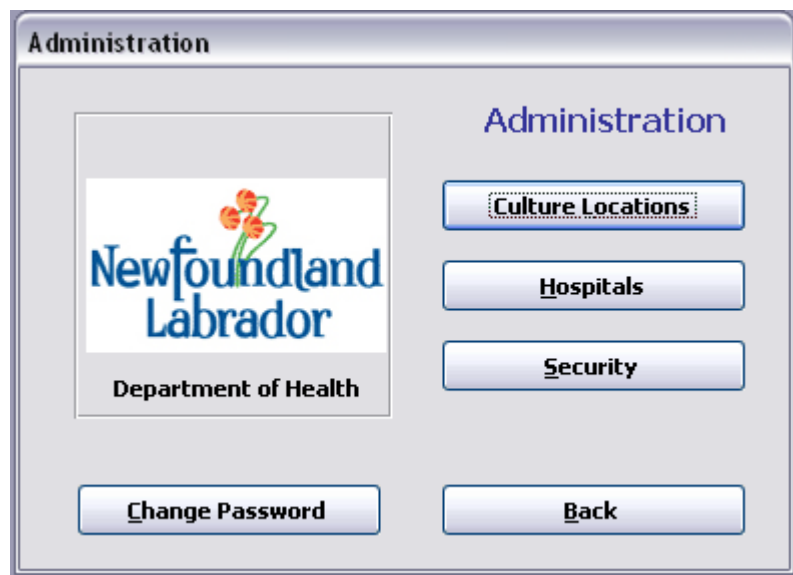 Administration
Administration
Newfoundland
Labrador
Department of Health
Culture Locations
Hospitals
Security
Change Password
Back